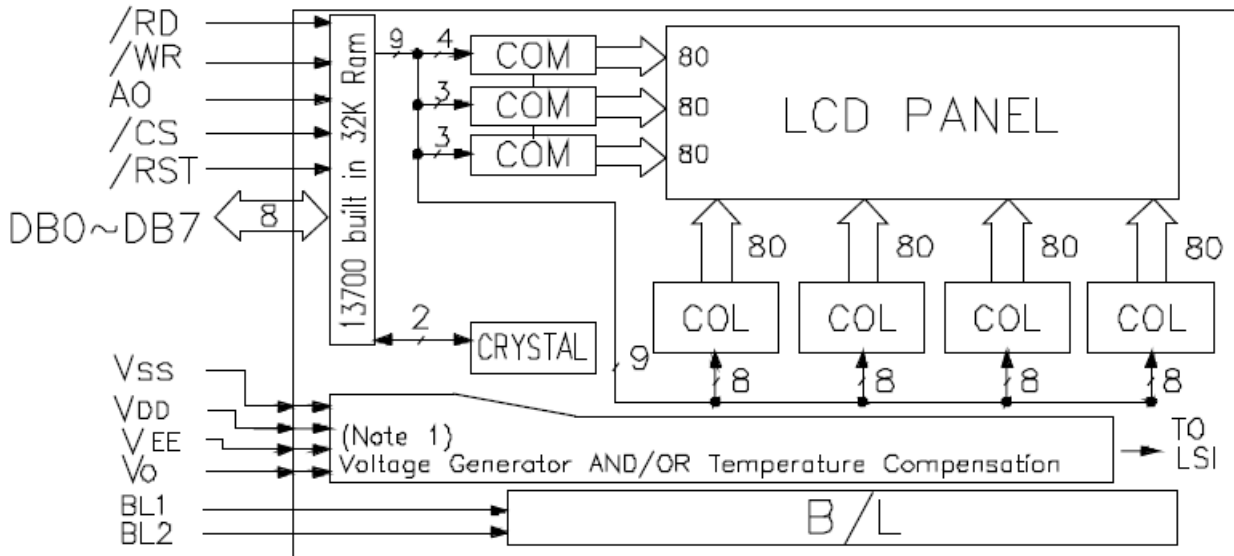 /RD
/WR
A0
/CS
/RST
DB0~DB7
8
13700 built in 32K Ram
9
4
COM
80
3
COM
80
3
COM
80
LCD PANEL
80
80
80
80
COL
COL
COL
COL
2
CRYSTAL
9
8
8
8
8
VSS
VDD
VEE
VO
(Note 1)
Voltage Generator AND/OR Temperature Compensation
TO
LSI
BL1
BL2
B/L